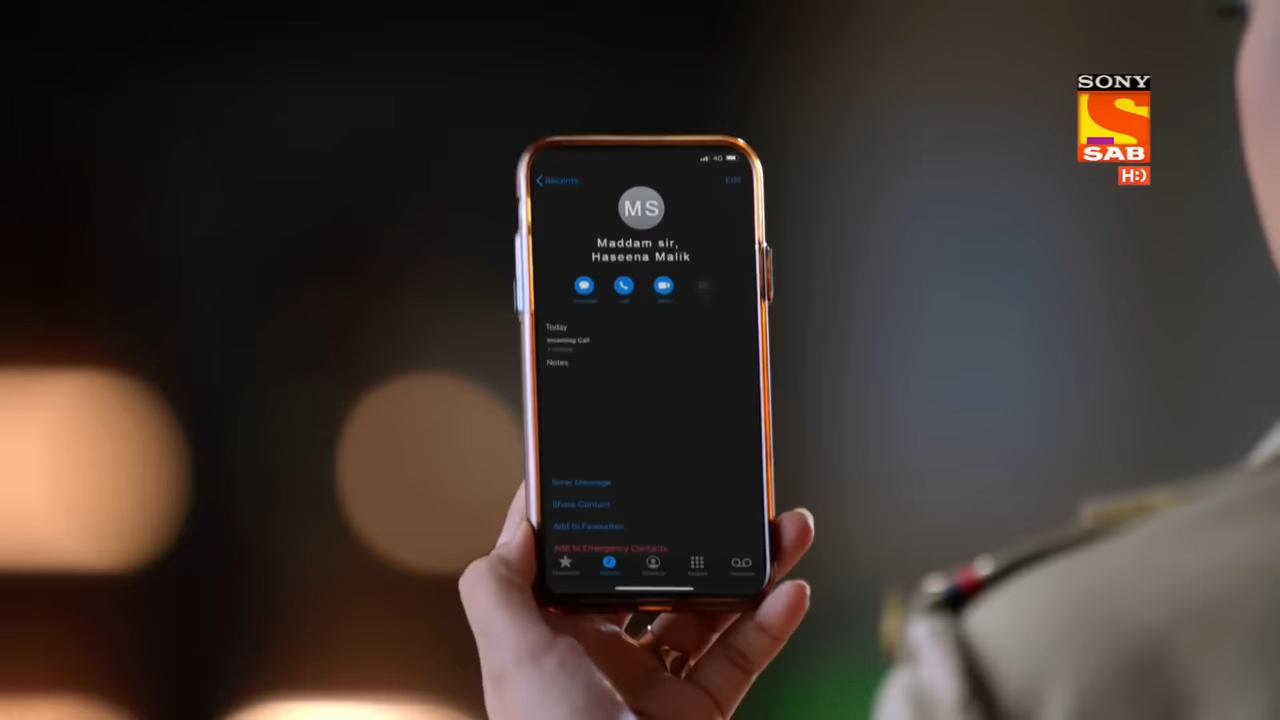 SONY
SAB
H:)
4G
Recents
Edit
MS
Maddam sir,
Haseena Malik
Today
Incoming Call
Notes
Send Message
Share Contact
Add to Favourites
Add to Emergency Contacts